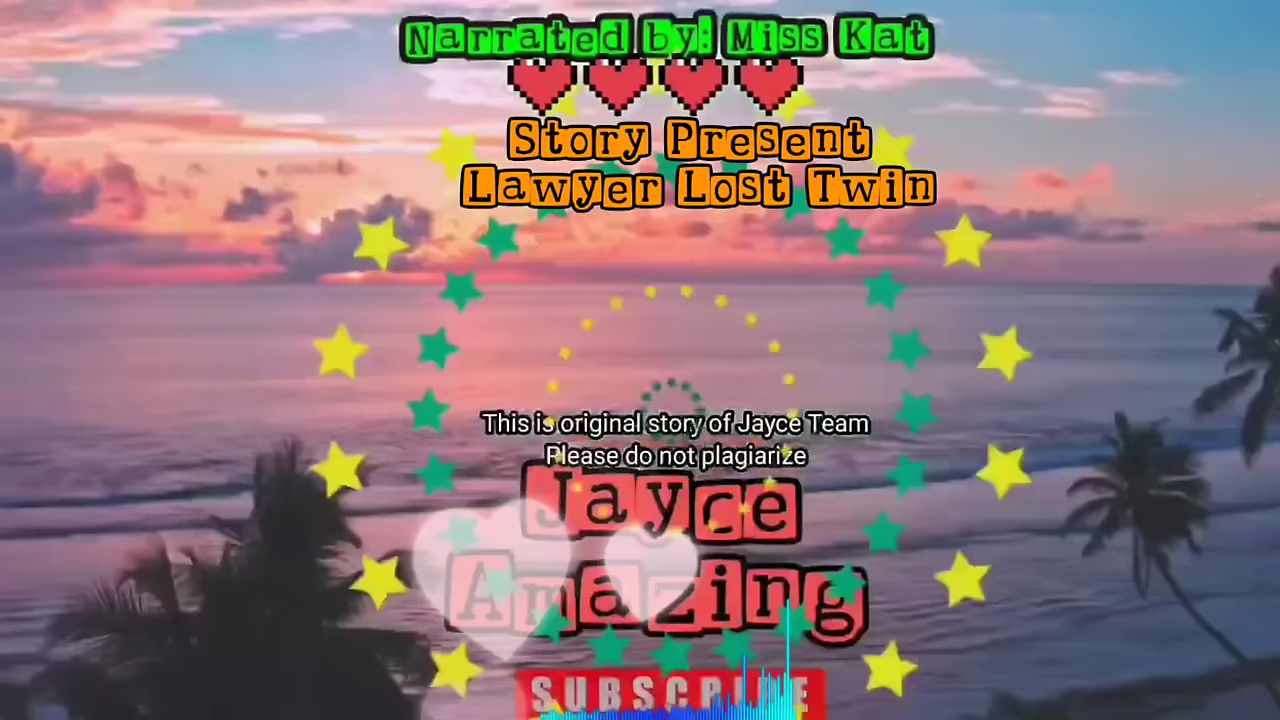 Narrated by: Miss Kat
Story Present
Lawyer Lost Twin
This is original story of Jayce Team
Please do not plagiarize
Jayce
Amazing
SUBSCRIBE